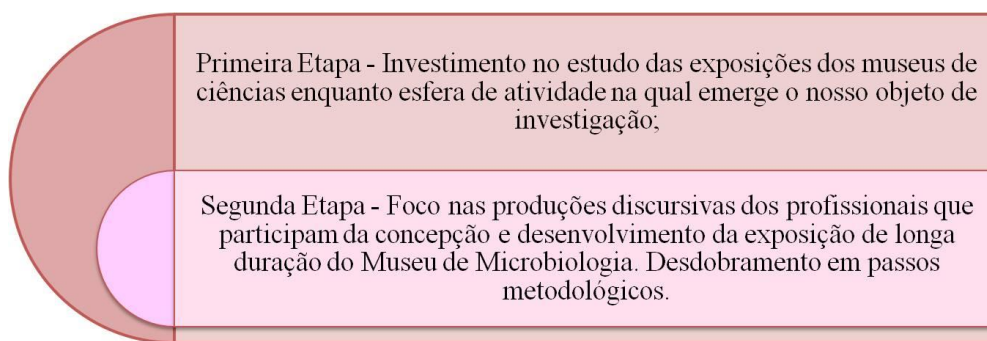 Primeira Etapa - Investimento no estudo das exposições dos museus de
ciências enquanto esfera de atividade na qual emerge o nosso objeto de
investigação;
Segunda Etapa - Foco nas produções discursivas dos profissionais que
participam da concepção e desenvolvimento da exposição de longa
duração do Museu de Microbiologia. Desdobramento em passos
metodológicos.